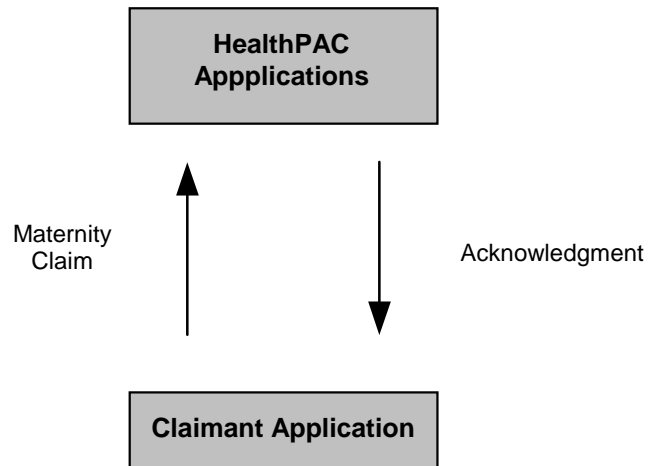 HealthPAC
Appplications
Maternity
Claim
Acknowledgment
Claimant Application